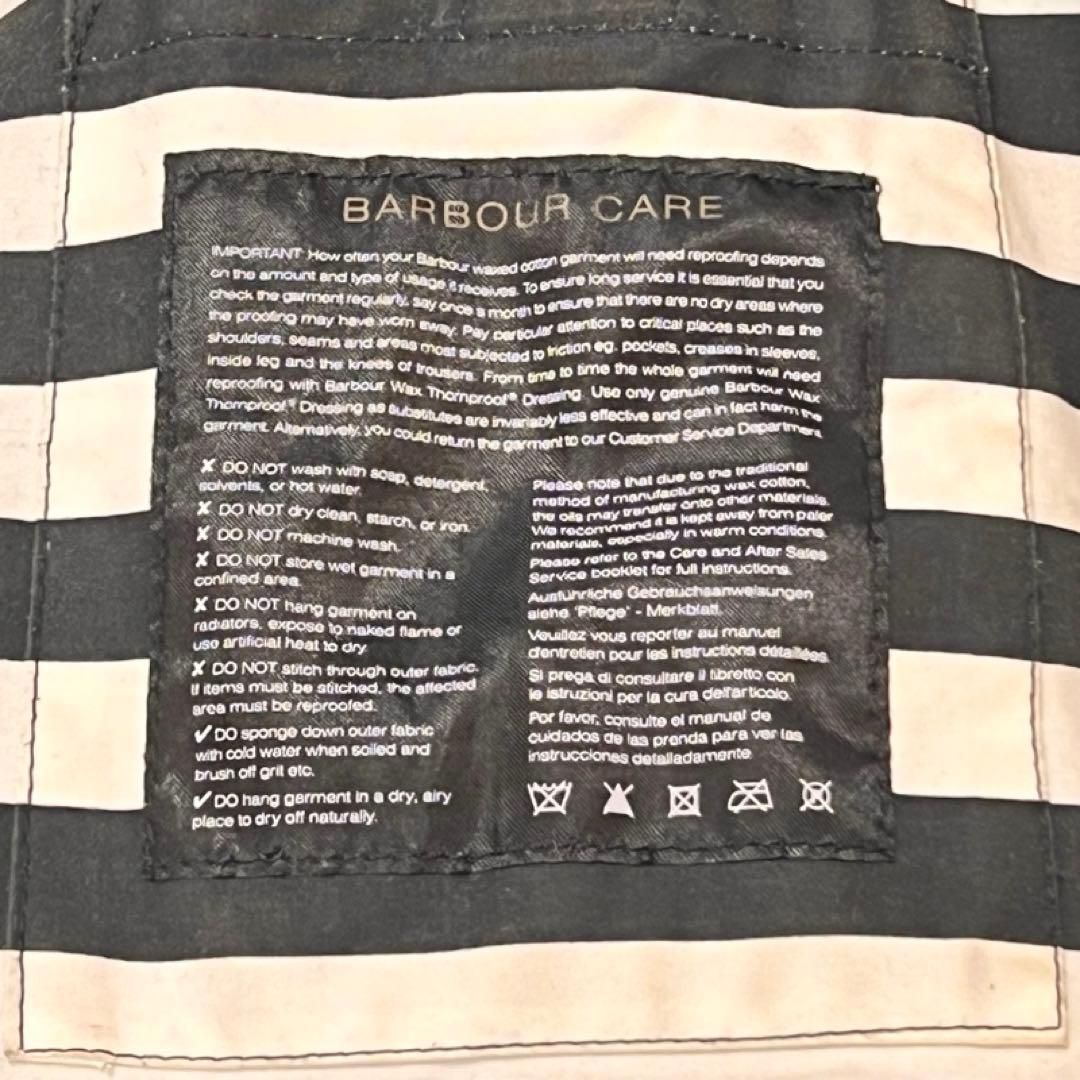 BARBOUR CARE
IMPORTANT How often your Barbour waxed cotton garment will need reproofing depends
on the amount and type of usage it receives. To ensure long service it is essential that you
check the garment regularly, say once a month to ensure that there are no dry areas where
the proofing may have worn away. Pay particular attention to critical places such as the
shoulders, seams and areas most subjected to friction eg. pockets, creases in sleeves,
inside leg and the knees of trousers. From time to time the whole garment will need
reproofing with Barbour Wax Thornproof® Dressing. Use only genuine Barbour Wax
Thornproof® Dressing as substitutes are invariably less effective and can in fact harm the
garment. Alternatively, you could return the garment to our Customer Service Department.
✘ DO NOT wash with soap, detergent,
solvents, or hot water.
✘ DO NOT dry clean, starch, or iron.
✘ DO NOT machine wash.
✘ DO NOT store wet garment in a
confined area.
✘ DO NOT hang garment on
radiators, expose to naked flame or
use artificial heat to dry.
✘ DO NOT stitch through outer fabric.
If items must be stitched, the affected
area must be reproofed.
✔ DO sponge down outer fabric
with cold water when soiled and
brush off grit etc.
✔ DO hang garment in a dry, airy
place to dry off naturally.
Please note that due to the traditional
method of manufacturing wax cotton,
the oils may transfer onto other materials.
We recommend it is kept away from paler
materials, especially in warm conditions.
Please refer to the Care and After Sales
Service booklet for full instructions.
Ausführliche Gebrauchsanweisungen
siehe 'Pflege' - Merkblatt.
Veuillez vous reporter au manuel
d'entretien pour les instructions détaillées.
Si prega di consultare il libretto con
le istruzioni per la cura dell'articolo.
Por favor, consulte el manual de
cuidados de las prenda para ver las
instrucciones detalladamente.